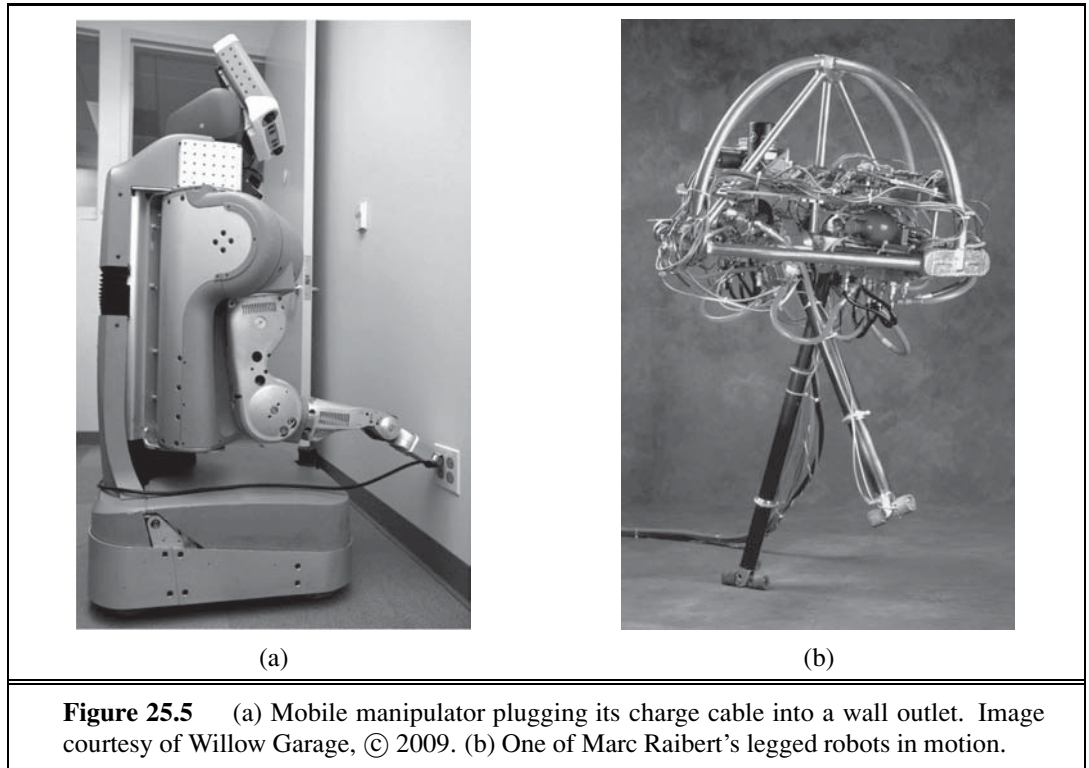 (a)
(b)
Figure 25.5 (a) Mobile manipulator plugging its charge cable into a wall outlet. Image
courtesy of Willow Garage, © 2009. (b) One of Marc Raibert’s legged robots in motion.